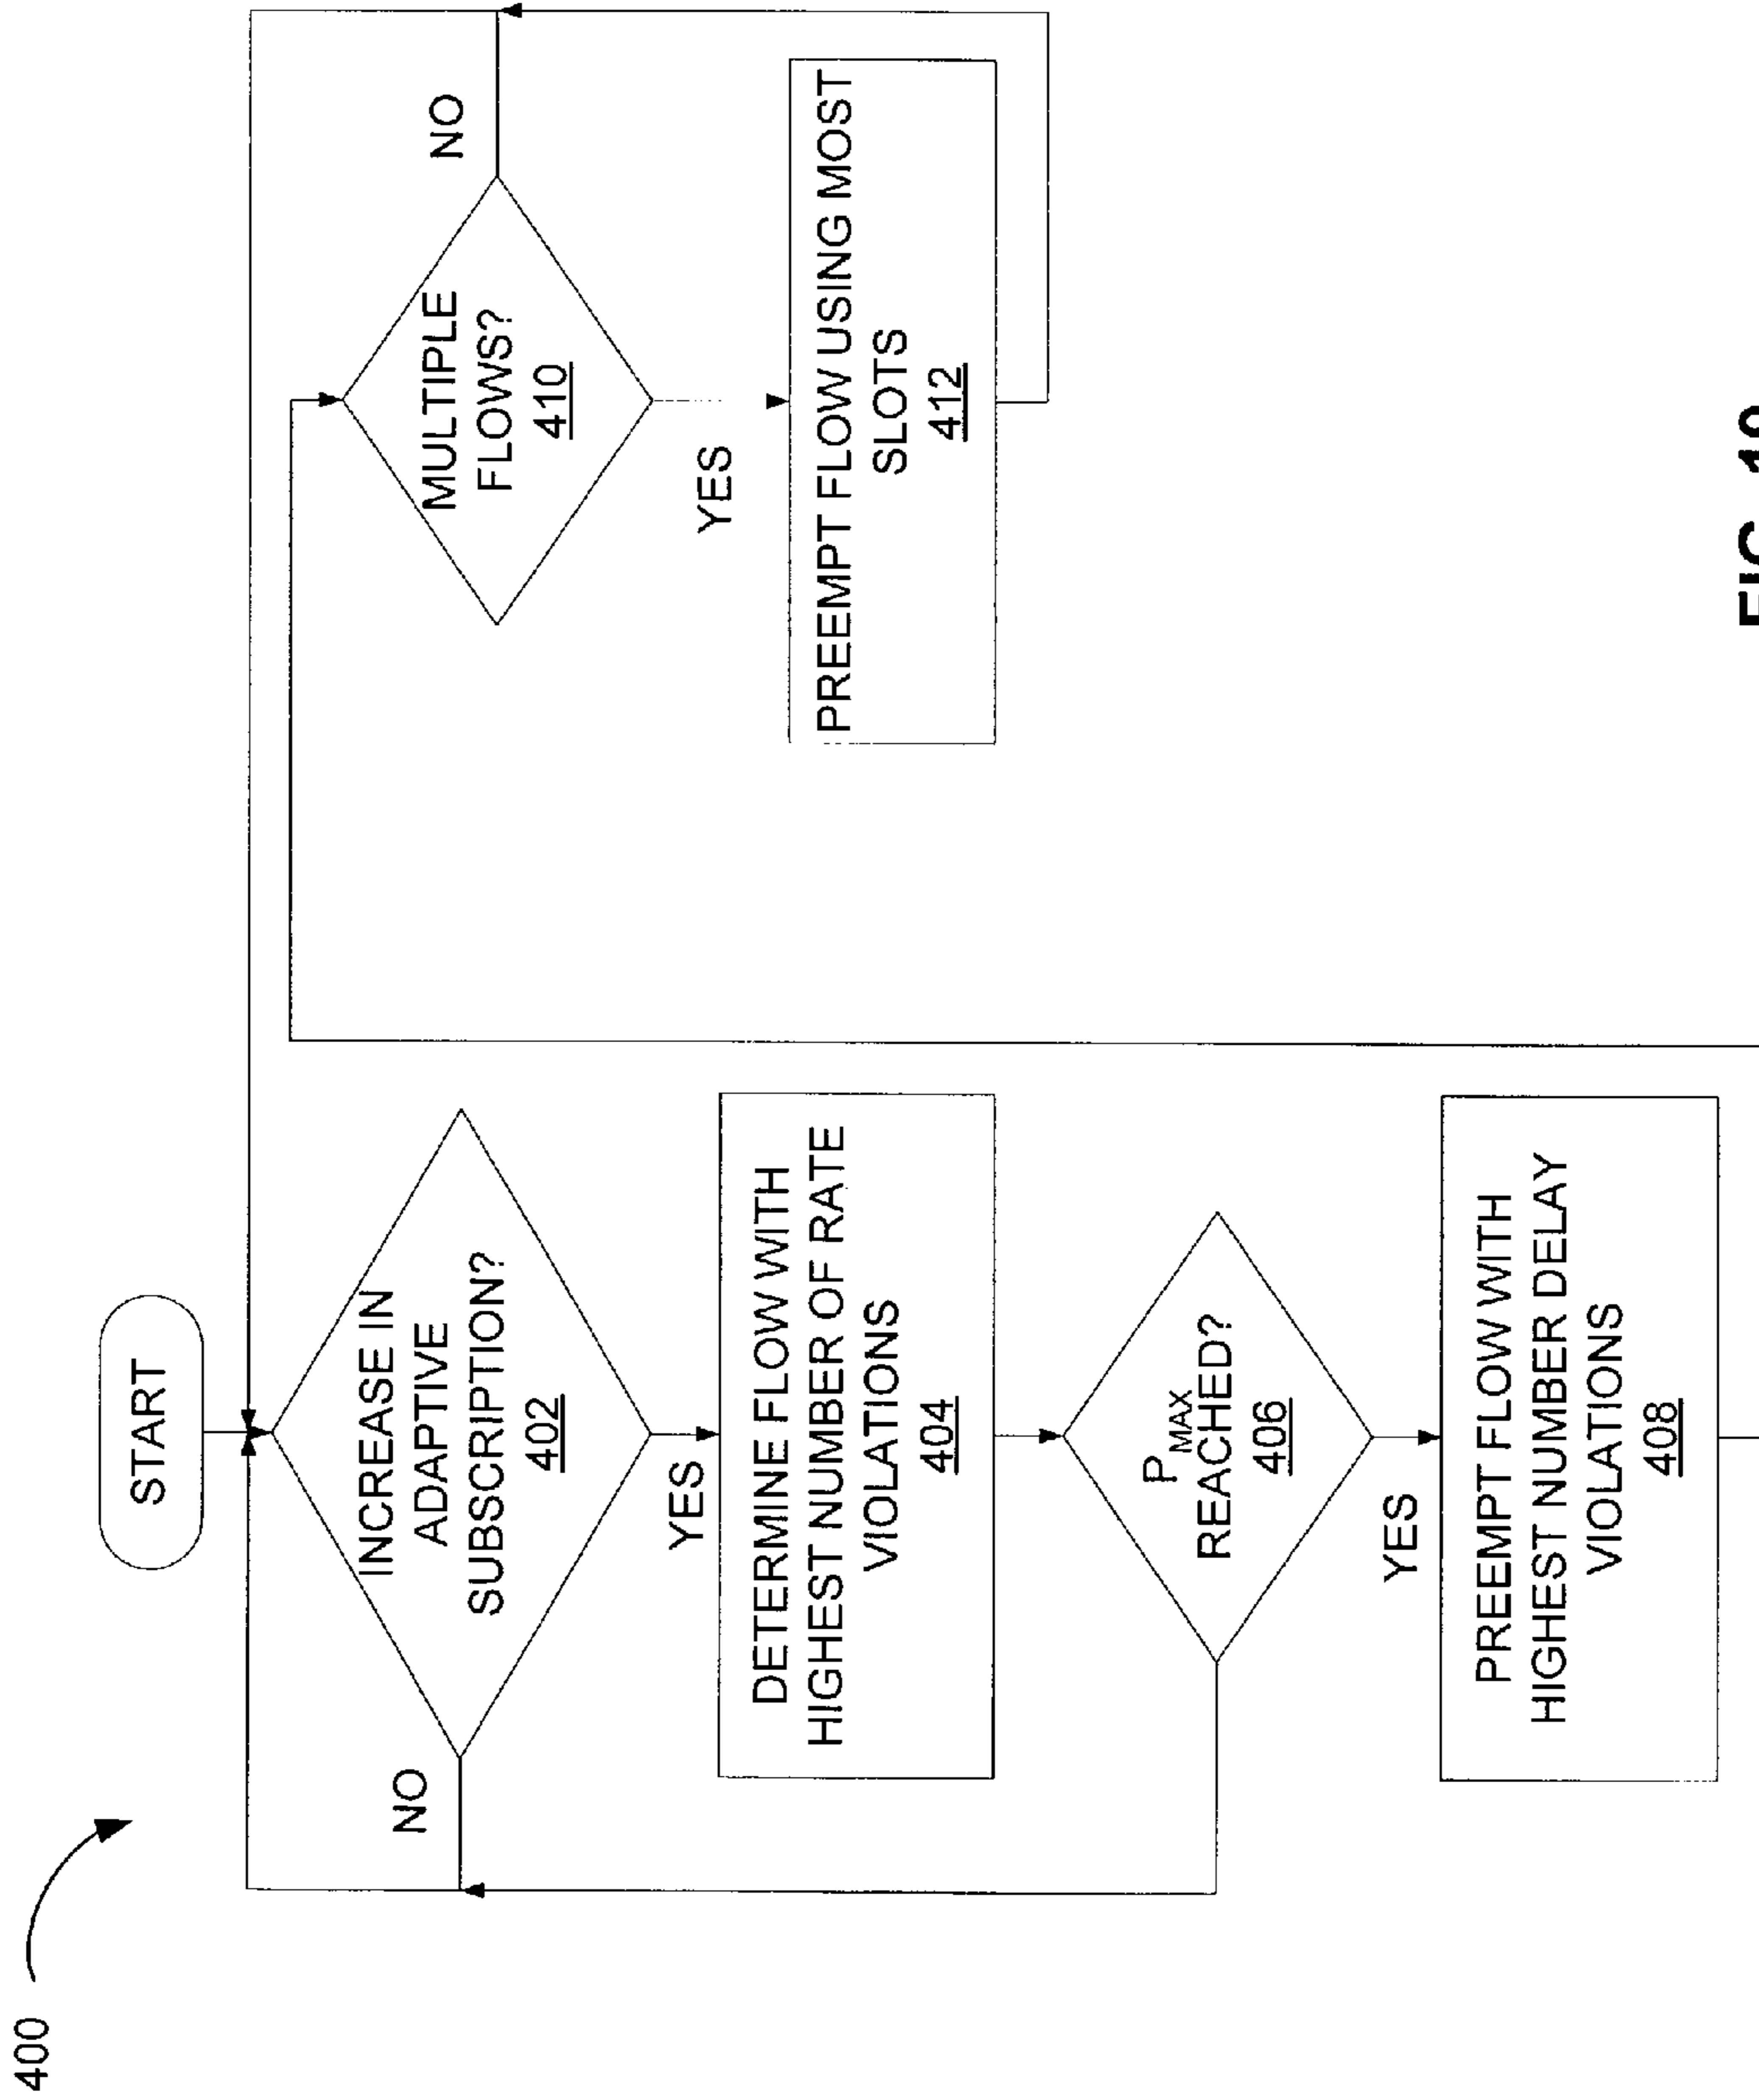 400
START
INCREASE IN
ADAPTIVE
SUBSCRIPTION?
402
NO
YES
DETERMINE FLOW WITH
HIGHEST NUMBER OF RATE
VIOLATIONS
404
P MAX
REACHED?
406
YES
PREEMPT FLOW WITH
HIGHEST NUMBER DELAY
VIOLATIONS
408
MULTIPLE
FLOWS?
410
NO
YES
PREEMPT FLOW USING MOST
SLOTS
412
FIG.